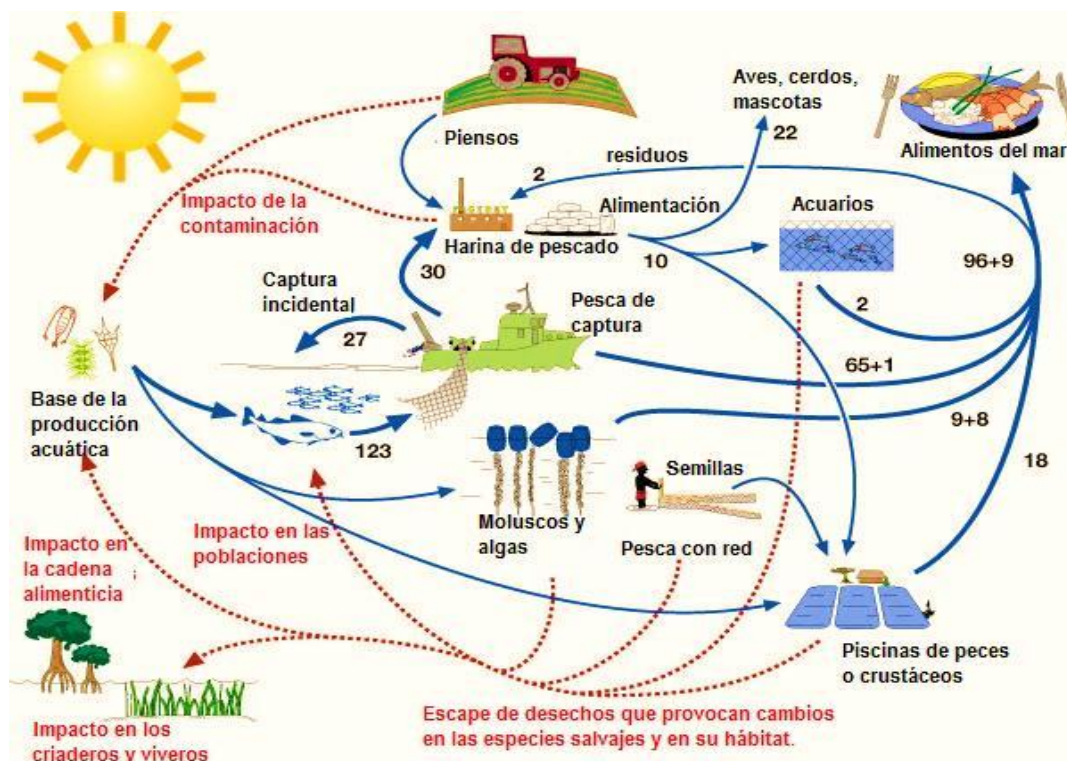 Aves, cerdos,
mascotas
22
Alimentos del mar
Piensos
residuos
2
Impacto de la
contaminación
FACTORY
Harina de pescado
Alimentación
10
Acuarios
30
96+9
Captura
incidental
27
Pesca de
captura
2
65+1
Base de la
producción
acuática
123
9+8
18
Semillas
Moluscos y
algas
Pesca con red
Impacto en las
poblaciones
Impacto en
la cadena
alimenticia
Piscinas de peces
o crustáceos
Escape de desechos que provocan cambios
en las especies salvajes y en su hábitat.
Impacto en los
criaderos y viveros